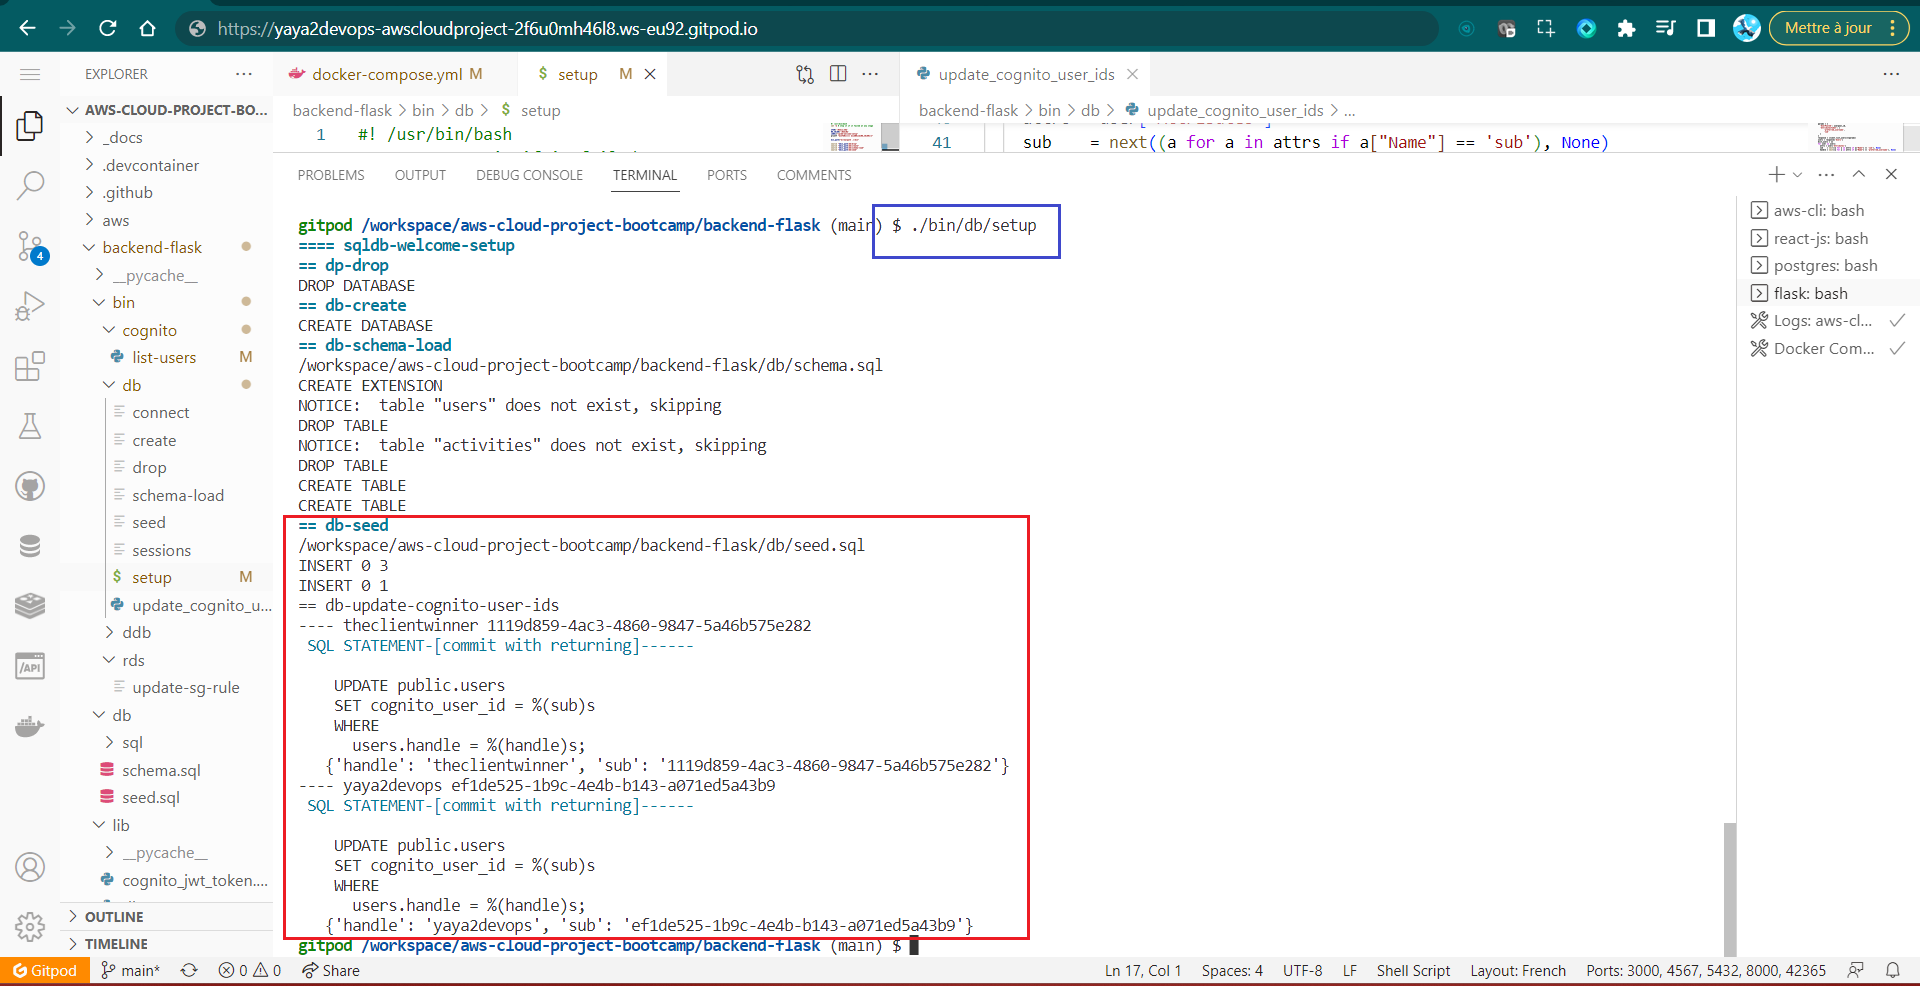 https://yaya2devops-awscloudproject-2f6u0mh46l8.ws-eu92.gitpod.io
Mettre à jour
EXPLORER
docker-compose.yml M
$ setup M
update_cognito_user_ids
AWS-CLOUD-PROJECT-BO...
_docs
.devcontainer
.github
aws
backend-flask
__pycache__
bin
cognito
list-users M
db
connect
create
drop
schema-load
seed
sessions
$ setup M
update_cognito_u...
ddb
rds
update-sg-rule
db
sql
schema.sql
seed.sql
lib
__pycache__
cognito_jwt_token....
OUTLINE
TIMELINE
4
/API
backend-flask > bin > db > $ setup
1 #! /usr/bin/bash
backend-flask > bin > db > update_cognito_user_ids > ...
41 sub = next((a for a in attrs if a["Name"] == 'sub'), None)
PROBLEMS OUTPUT DEBUG CONSOLE TERMINAL PORTS COMMENTS
gitpod /workspace/aws-cloud-project-bootcamp/backend-flask (main) $ ./bin/db/setup
==== sqldb-welcome-setup
== dp-drop
DROP DATABASE
== db-create
CREATE DATABASE
== db-schema-load
/workspace/aws-cloud-project-bootcamp/backend-flask/db/schema.sql
CREATE EXTENSION
NOTICE:  table "users" does not exist, skipping
DROP TABLE
NOTICE:  table "activities" does not exist, skipping
DROP TABLE
CREATE TABLE
CREATE TABLE
== db-seed
/workspace/aws-cloud-project-bootcamp/backend-flask/db/seed.sql
INSERT 0 3
INSERT 0 1
== db-update-cognito-user-ids
---- theclientwinner 1119d859-4ac3-4860-9847-5a46b575e282
SQL STATEMENT-[commit with returning]------
UPDATE public.users
SET cognito_user_id = %(sub)s
WHERE
users.handle = %(handle)s;
{'handle': 'theclientwinner', 'sub': '1119d859-4ac3-4860-9847-5a46b575e282'}
---- yaya2devops ef1de525-1b9c-4e4b-b143-a071ed5a43b9
SQL STATEMENT-[commit with returning]------
UPDATE public.users
SET cognito_user_id = %(sub)s
WHERE
users.handle = %(handle)s;
{'handle': 'yaya2devops', 'sub': 'ef1de525-1b9c-4e4b-b143-a071ed5a43b9'}
gitpod /workspace/aws-cloud-project-bootcamp/backend-flask (main) $
aws-cli: bash
react-js: bash
postgres: bash
flask: bash
Logs: aws-cl...
Docker Com...
Gitpod main* 0 0 Share
Ln 17, Col 1 Spaces: 4 UTF-8 LF Shell Script Layout: French Ports: 3000, 4567, 5432, 8000, 42365